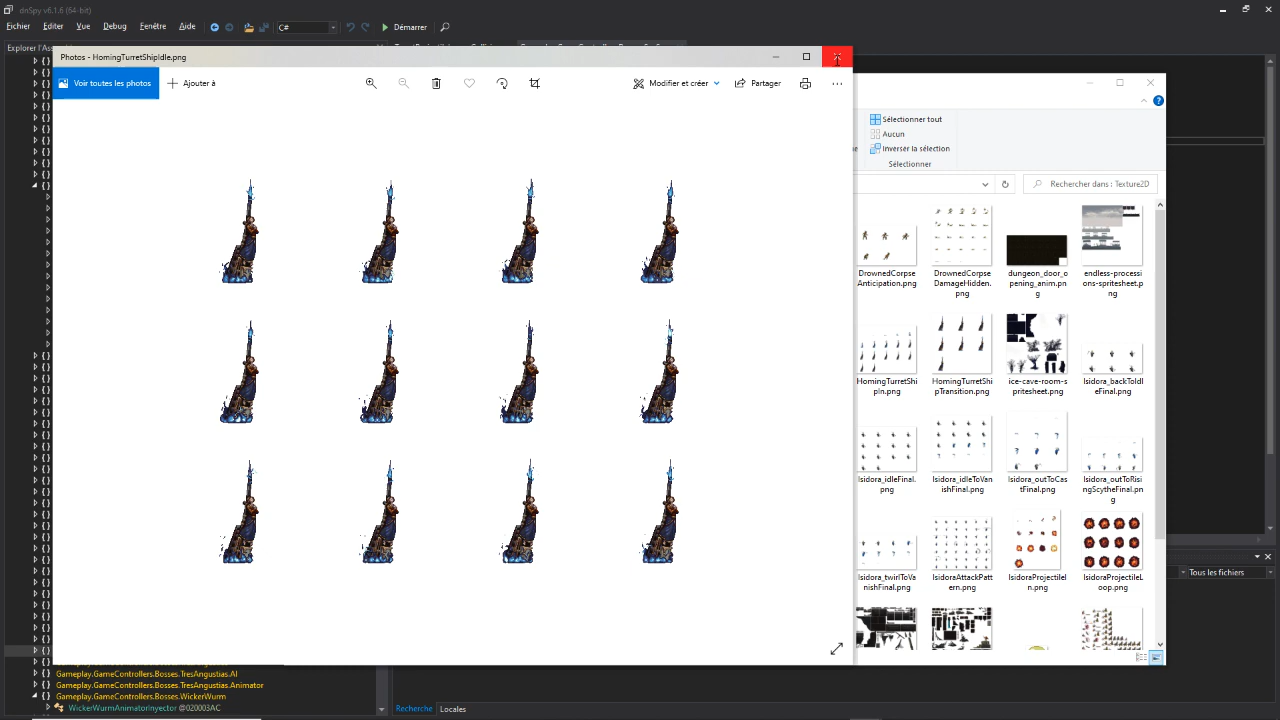 dnSpy v6.1.6 (64-bit)
Fichier Editer Vue Debug Fenêtre Aide C# Démarrer
Photos - HomingTurretShipIdle.png
Voir toutes les photos Ajouter à Modifier et créer Partager
Sélectionner tout
Aucun
Inverser la sélection
Sélectionner
Rechercher dans : Texture2D
DrownedCorpse
Anticipation.png
DrownedCorpse
DamageHidden.
png
dungeon_door_o
pening_anim.pn
g
endless-processi
ons-spritesheet.p
ng
HomingTurretShi
pIn.png
HomingTurretShi
pTransition.png
ice-cave-room-s
pritesheet.png
Isidora_backToIdl
eFinal.png
Isidora_idleFinal.
png
Isidora_idleToVan
ishFinal.png
Isidora_outToCas
tFinal.png
Isidora_outToRisi
ngScytheFinal.pn
g
Isidora_twirlToVa
nishFinal.png
IsidoraAttackPatt
ern.png
IsidoraProjectileI
n.png
IsidoraProjectileL
oop.png
Tous les fichiers
Gameplay.GameControllers.Bosses.TresAngustias.AI
Gameplay.GameControllers.Bosses.TresAngustias.Animator
Gameplay.GameControllers.Bosses.WickerWurm
WickerWurmAnimatorInyector @020003AC
Recherche Locales